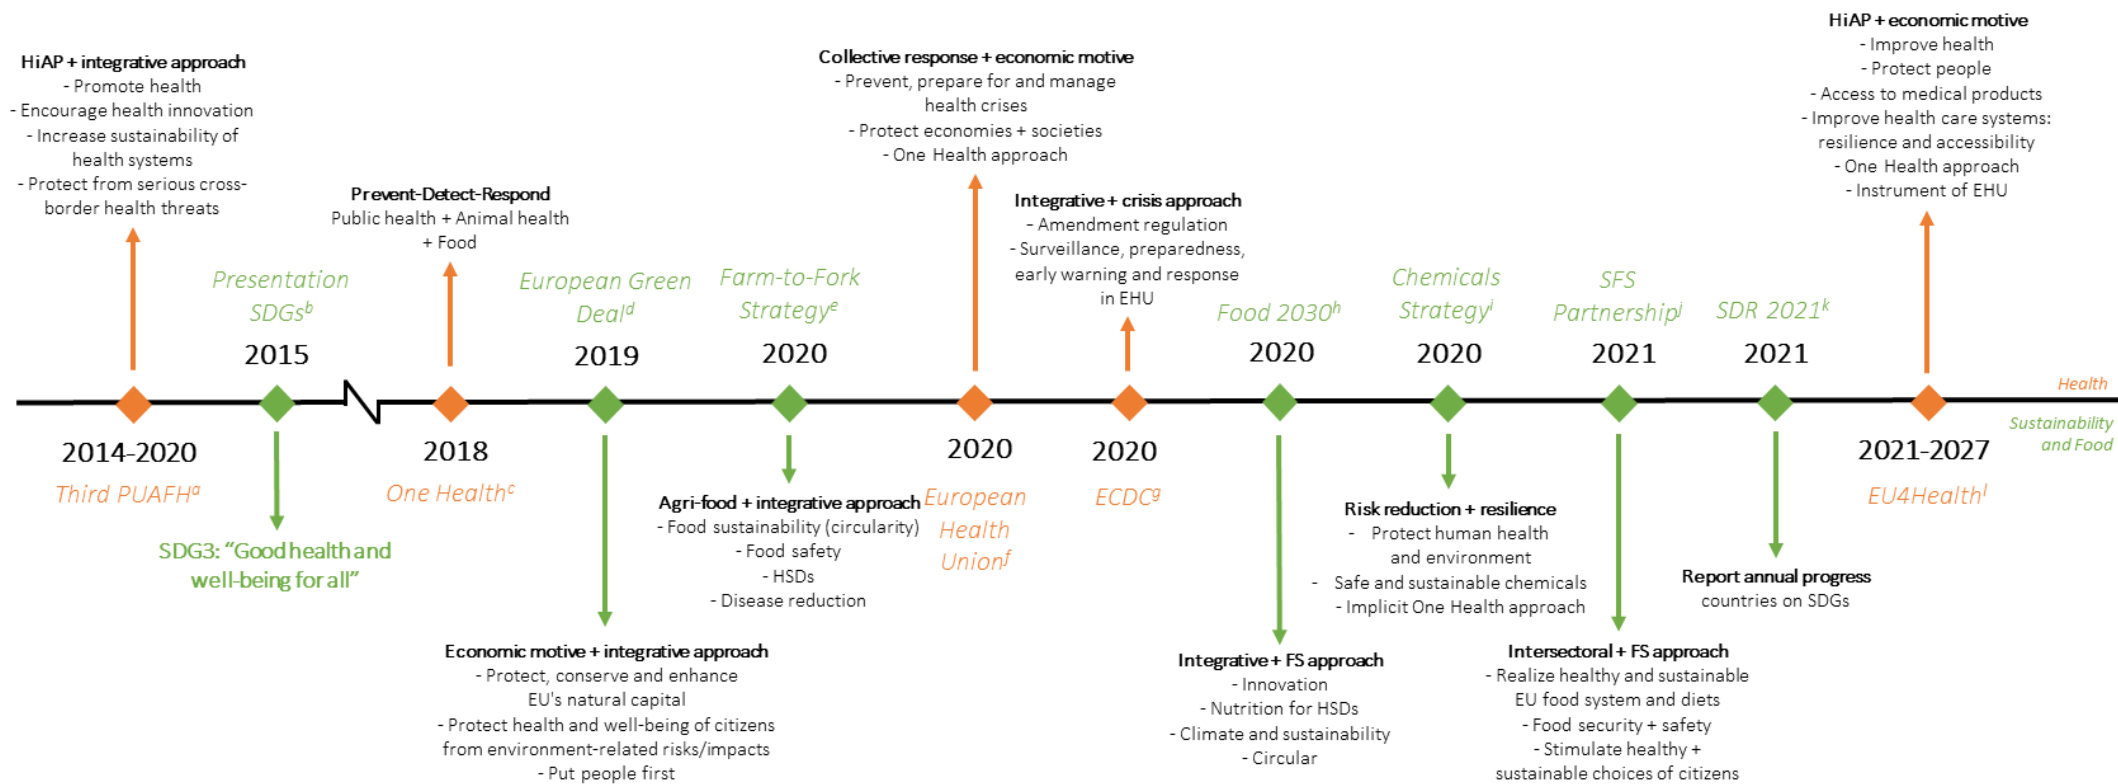 HiAP + integrative approach
- Promote health
- Encourage health innovation
- Increase sustainability of
health systems
- Protect from serious cross-
border health threats
2014-2020
Third PUAFHᵃ
Presentation
SDGsᵇ
2015
SDG3: “Good health and
well-being for all”
Prevent-Detect-Respond
Public health + Animal health
+ Food
2018
One Healthᶜ
European Green
Dealᵈ
2019
Economic motive + integrative approach
- Protect, conserve and enhance
EU's natural capital
- Protect health and well-being of citizens
from environment-related risks/impacts
- Put people first
Farm-to-Fork
Strategyᵉ
2020
Agri-food + integrative approach
- Food sustainability (circularity)
- Food safety
- HSDs
- Disease reduction
Collective response + economic motive
- Prevent, prepare for and manage
health crises
- Protect economies + societies
- One Health approach
2020
European
Health
Unionᶠ
Integrative + crisis approach
- Amendment regulation
- Surveillance, preparedness,
early warning and response
in EHU
2020
ECDCᵍ
Food 2030ʰ
2020
Integrative + FS approach
- Innovation
- Nutrition for HSDs
- Climate and sustainability
- Circular
Chemicals
Strategyⁱ
2020
Risk reduction + resilience
- Protect human health
and environment
- Safe and sustainable chemicals
- Implicit One Health approach
SFS
Partnershipʲ
2021
Intersectoral + FS approach
- Realize healthy and sustainable
EU food system and diets
- Food security + safety
- Stimulate healthy +
sustainable choices of citizens
SDR 2021ᵏ
2021
Report annual progress
countries on SDGs
HiAP + economic motive
- Improve health
- Protect people
- Access to medical products
- Improve health care systems:
resilience and accessibility
- One Health approach
- Instrument of EHU
2021-2027
EU4Healthˡ
Health
Sustainability
and Food